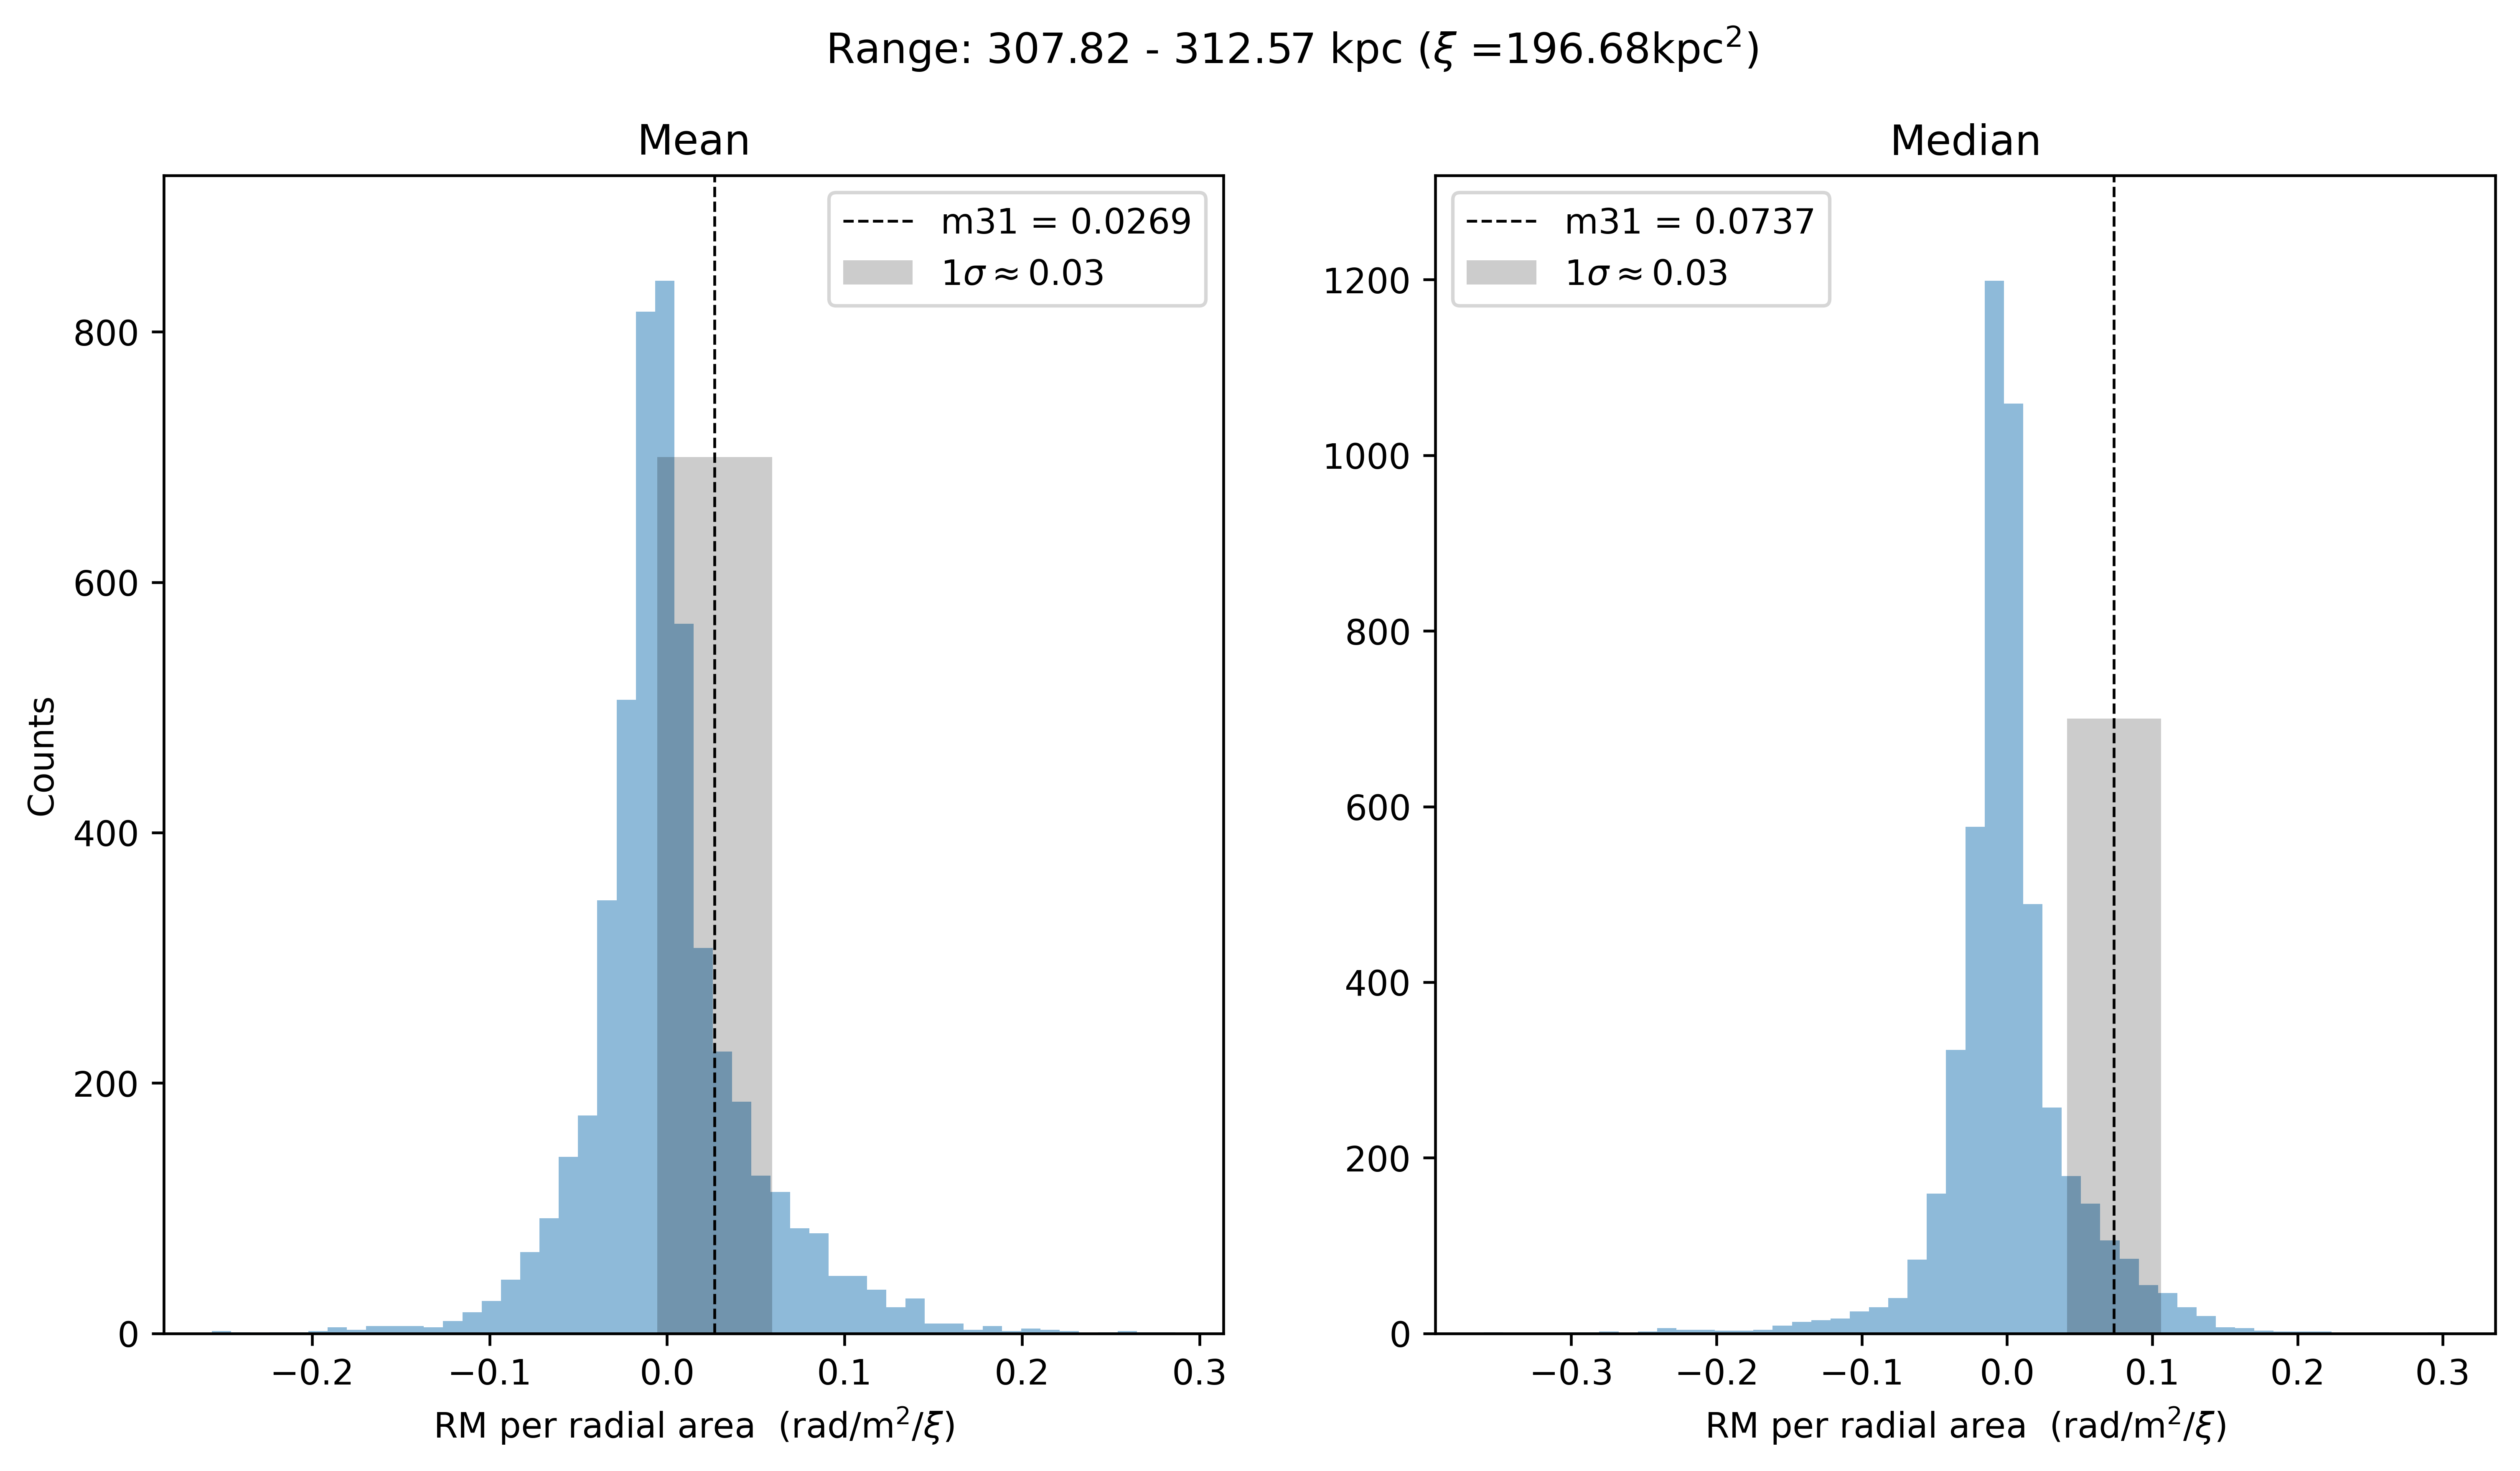 Range: 307.82 - 312.57 kpc (ξ =196.68kpc²)
Mean
m31 = 0.0269
1σ≈0.03
800
600
400
200
0
Counts
−0.2
−0.1
0.0
0.1
0.2
0.3
RM per radial area (rad/m²/ξ)
Median
m31 = 0.0737
1σ≈0.03
1200
1000
800
600
400
200
0
−0.3
−0.2
−0.1
0.0
0.1
0.2
0.3
RM per radial area (rad/m²/ξ)